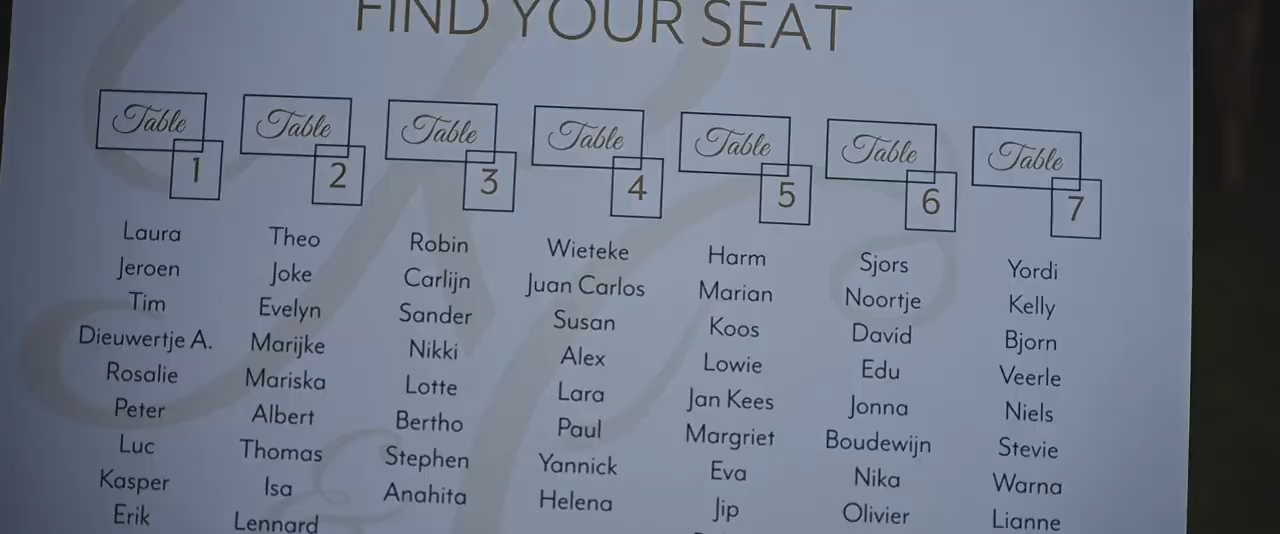 FIND YOUR SEAT
Table 1
Laura
Jeroen
Tim
Dieuwertje A.
Rosalie
Peter
Luc
Kasper
Erik
Table 2
Theo
Joke
Evelyn
Marijke
Mariska
Albert
Thomas
Isa
Lennard
Table 3
Robin
Carlijn
Sander
Nikki
Lotte
Bertho
Stephen
Anahita
Table 4
Wieteke
Juan Carlos
Susan
Alex
Lara
Paul
Yannick
Helena
Table 5
Harm
Marian
Koos
Lowie
Jan Kees
Margriet
Eva
Jip
Table 6
Sjors
Noortje
David
Edu
Jonna
Boudewijn
Nika
Olivier
Table 7
Yordi
Kelly
Bjorn
Veerle
Niels
Stevie
Warna
Lianne